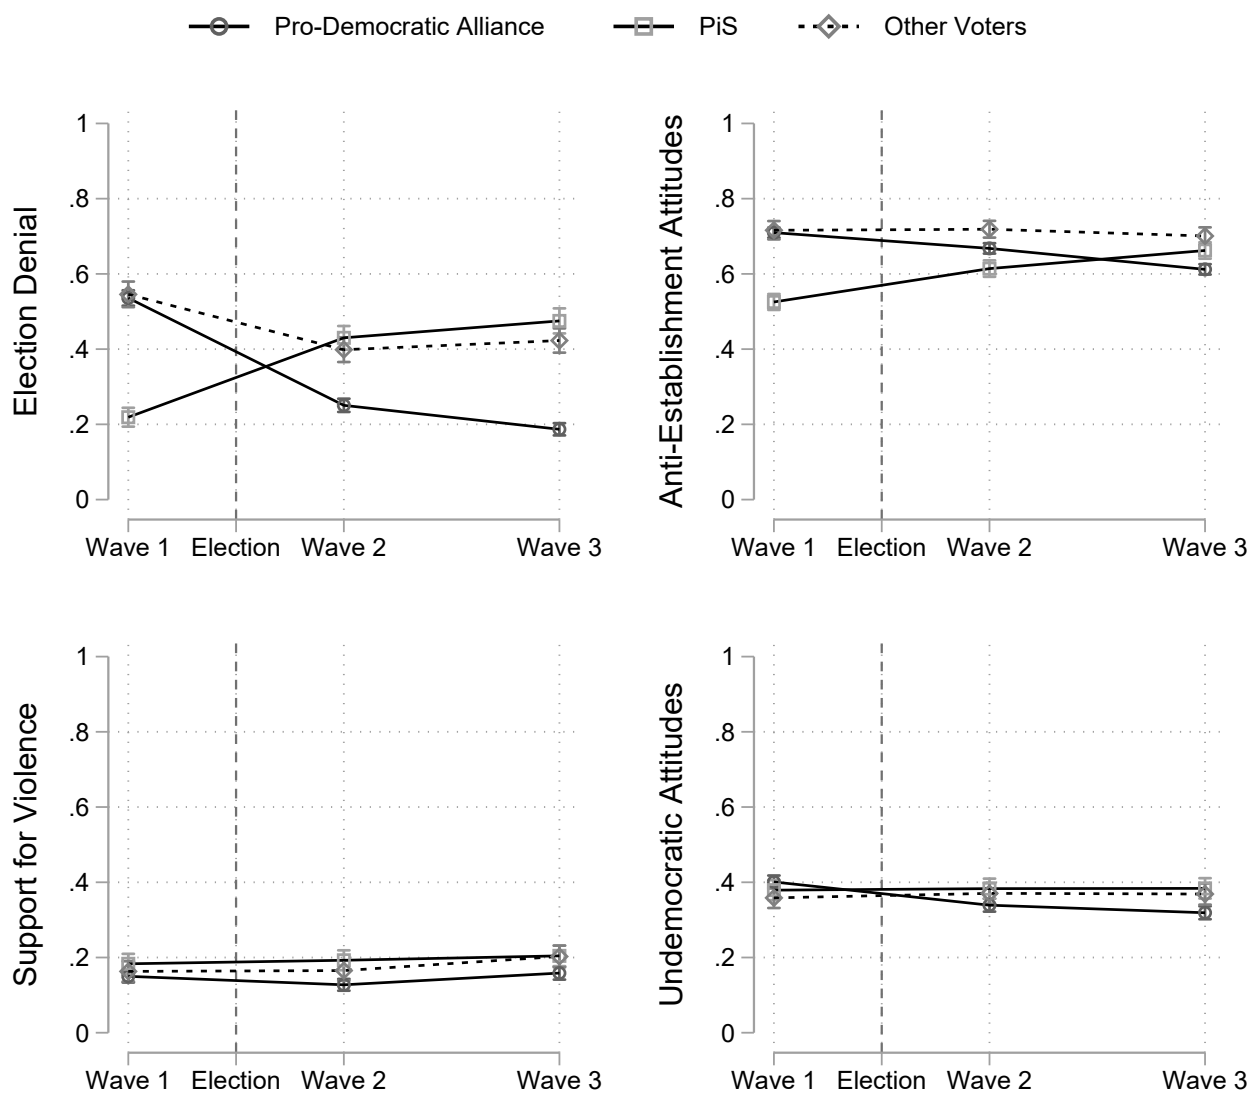 Pro-Democratic Alliance PiS Other Voters
Election Denial
1
.8
.6
.4
.2
0
Wave 1 Election Wave 2 Wave 3
Anti-Establishment Attitudes
1
.8
.6
.4
.2
0
Wave 1 Election Wave 2 Wave 3
Support for Violence
1
.8
.6
.4
.2
0
Wave 1 Election Wave 2 Wave 3
Undemocratic Attitudes
1
.8
.6
.4
.2
0
Wave 1 Election Wave 2 Wave 3